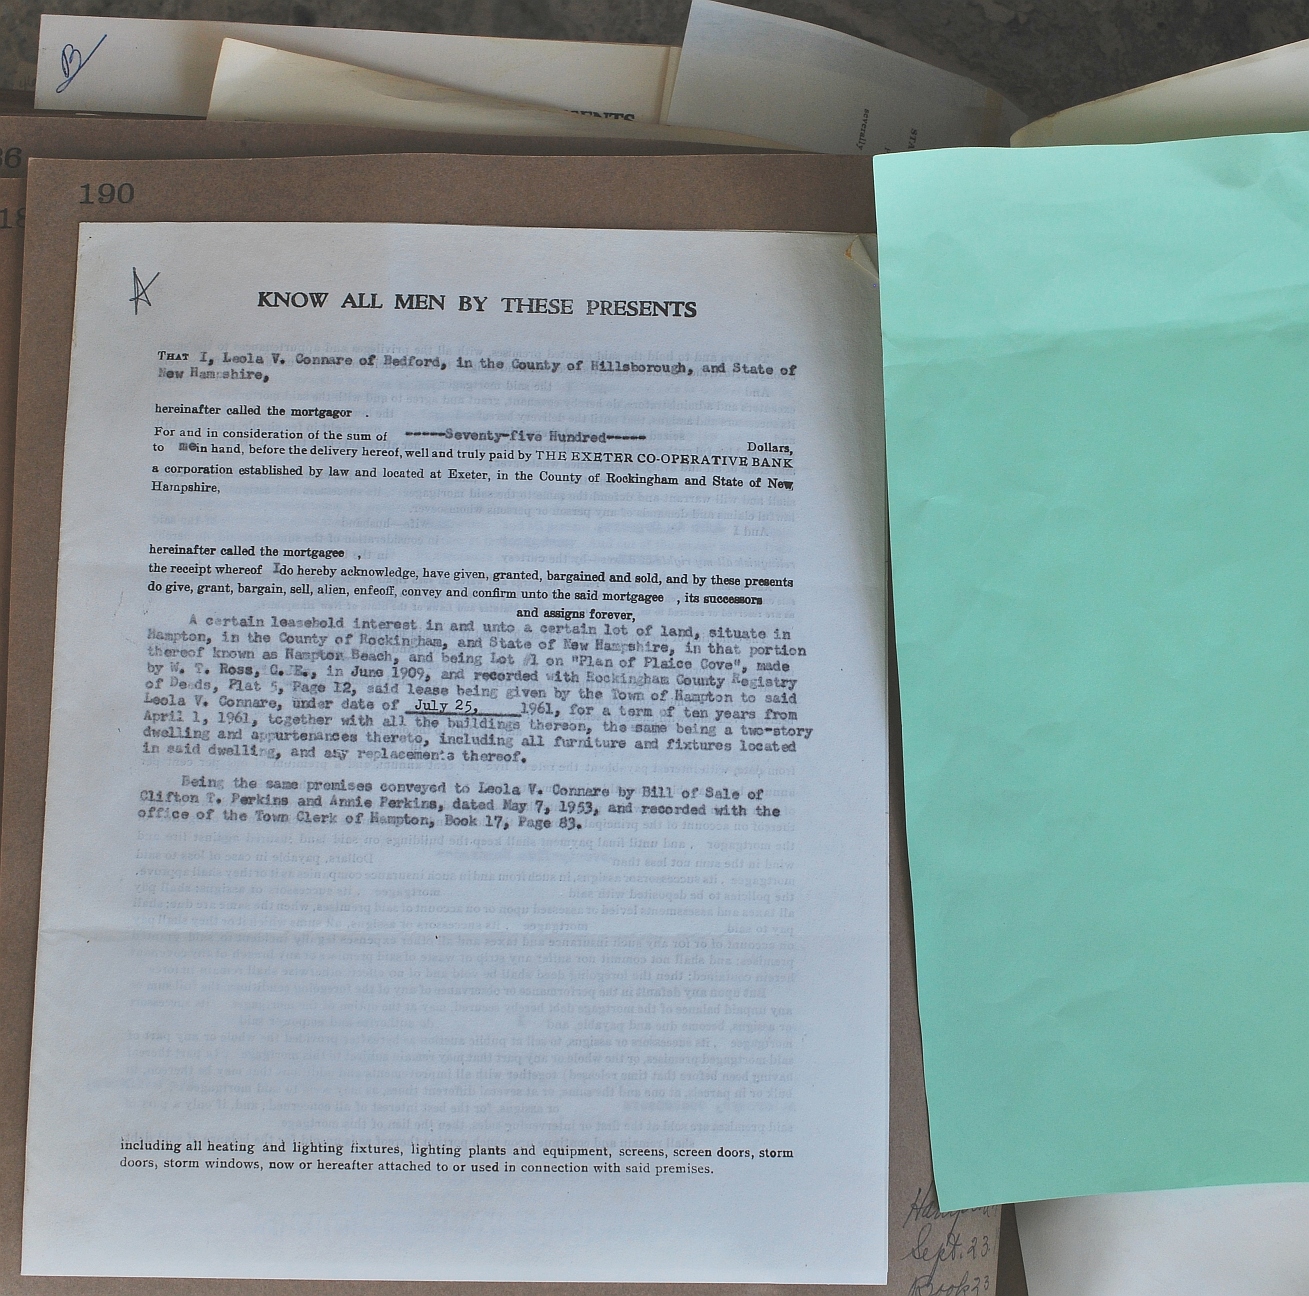 B
ENTS
severally
STA
36
18
190
A
KNOW ALL MEN BY THESE PRESENTS
THAT I, Leola V. Connare of Bedford, in the County of Hillsborough, and State of
New Hampshire,
hereinafter called the mortgagor .
For and in consideration of the sum of -----Seventy-five Hundred----- Dollars,
to me in hand, before the delivery hereof, well and truly paid by THE EXETER CO-OPERATIVE BANK
a corporation established by law and located at Exeter, in the County of Rockingham and State of New
Hampshire,
hereinafter called the mortgagee ,
the receipt whereof I do hereby acknowledge, have given, granted, bargained and sold, and by these presents
do give, grant, bargain, sell, alien, enfeoff, convey and confirm unto the said mortgagee , its successors
and assigns forever,
A certain leasehold interest in and unto a certain lot of land, situate in
Hampton, in the County of Rockingham, and State of New Hampshire, in that portion
thereof known as Hampton Beach, and being Lot #1 on "Plan of Plaice Cove", made
by W. T. Ross, C. E., in June 1909, and recorded with Rockingham County Registry
of Deeds, Plat 5, Page 12, said lease being given by the Town of Hampton to said
Leola V. Connare, under date of July 25, 1961, for a term of ten years from
April 1, 1961, together with all the buildings thereon, the same being a two-story
dwelling and appurtenances thereto, including all furniture and fixtures located
in said dwelling, and any replacements thereof.
Being the same premises conveyed to Leola V. Connare by Bill of Sale of
Clifton T. Perkins and Annie Perkins, dated May 7, 1953, and recorded with the
office of the Town Clerk of Hampton, Book 17, Page 83.
including all heating and lighting fixtures, lighting plants and equipment, screens, screen doors, storm
doors, storm windows, now or hereafter attached to or used in connection with said premises.
Sept. 23
Book 23